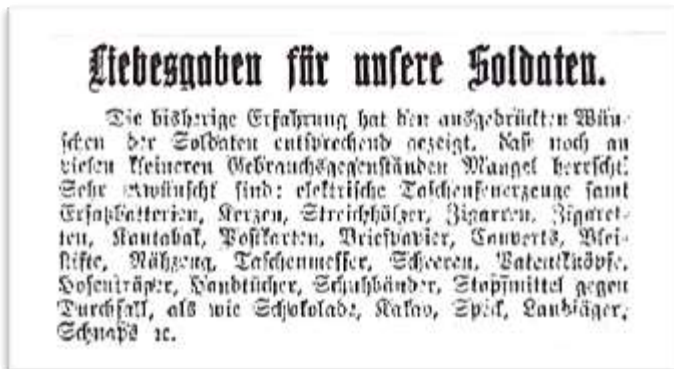 Liebesgaben für unsere Soldaten.
Die bisherige Erfahrung hat den ausgedrückten Wün-
schen der Soldaten entsprechend gezeigt, daß noch an
vielen kleineren Gebrauchsgegenständen Mangel herrscht.
Sehr erwünscht sind: elektrische Taschenfeuerzeuge samt
Ersatzbatterien, Kerzen, Streichhölzer, Zigarren, Zigaret-
ten, Kautabak, Postkarten, Briefpapier, Couverts, Blei-
stifte, Nähzeug, Taschenmesser, Scheeren, Patentknöpfe,
Hosenträger, Handtücher, Schuhbänder, Stopfmittel gegen
Durchfall, als wie Schokolade, Kakao, Speck, Landjäger,
Schnaps ꝛc.